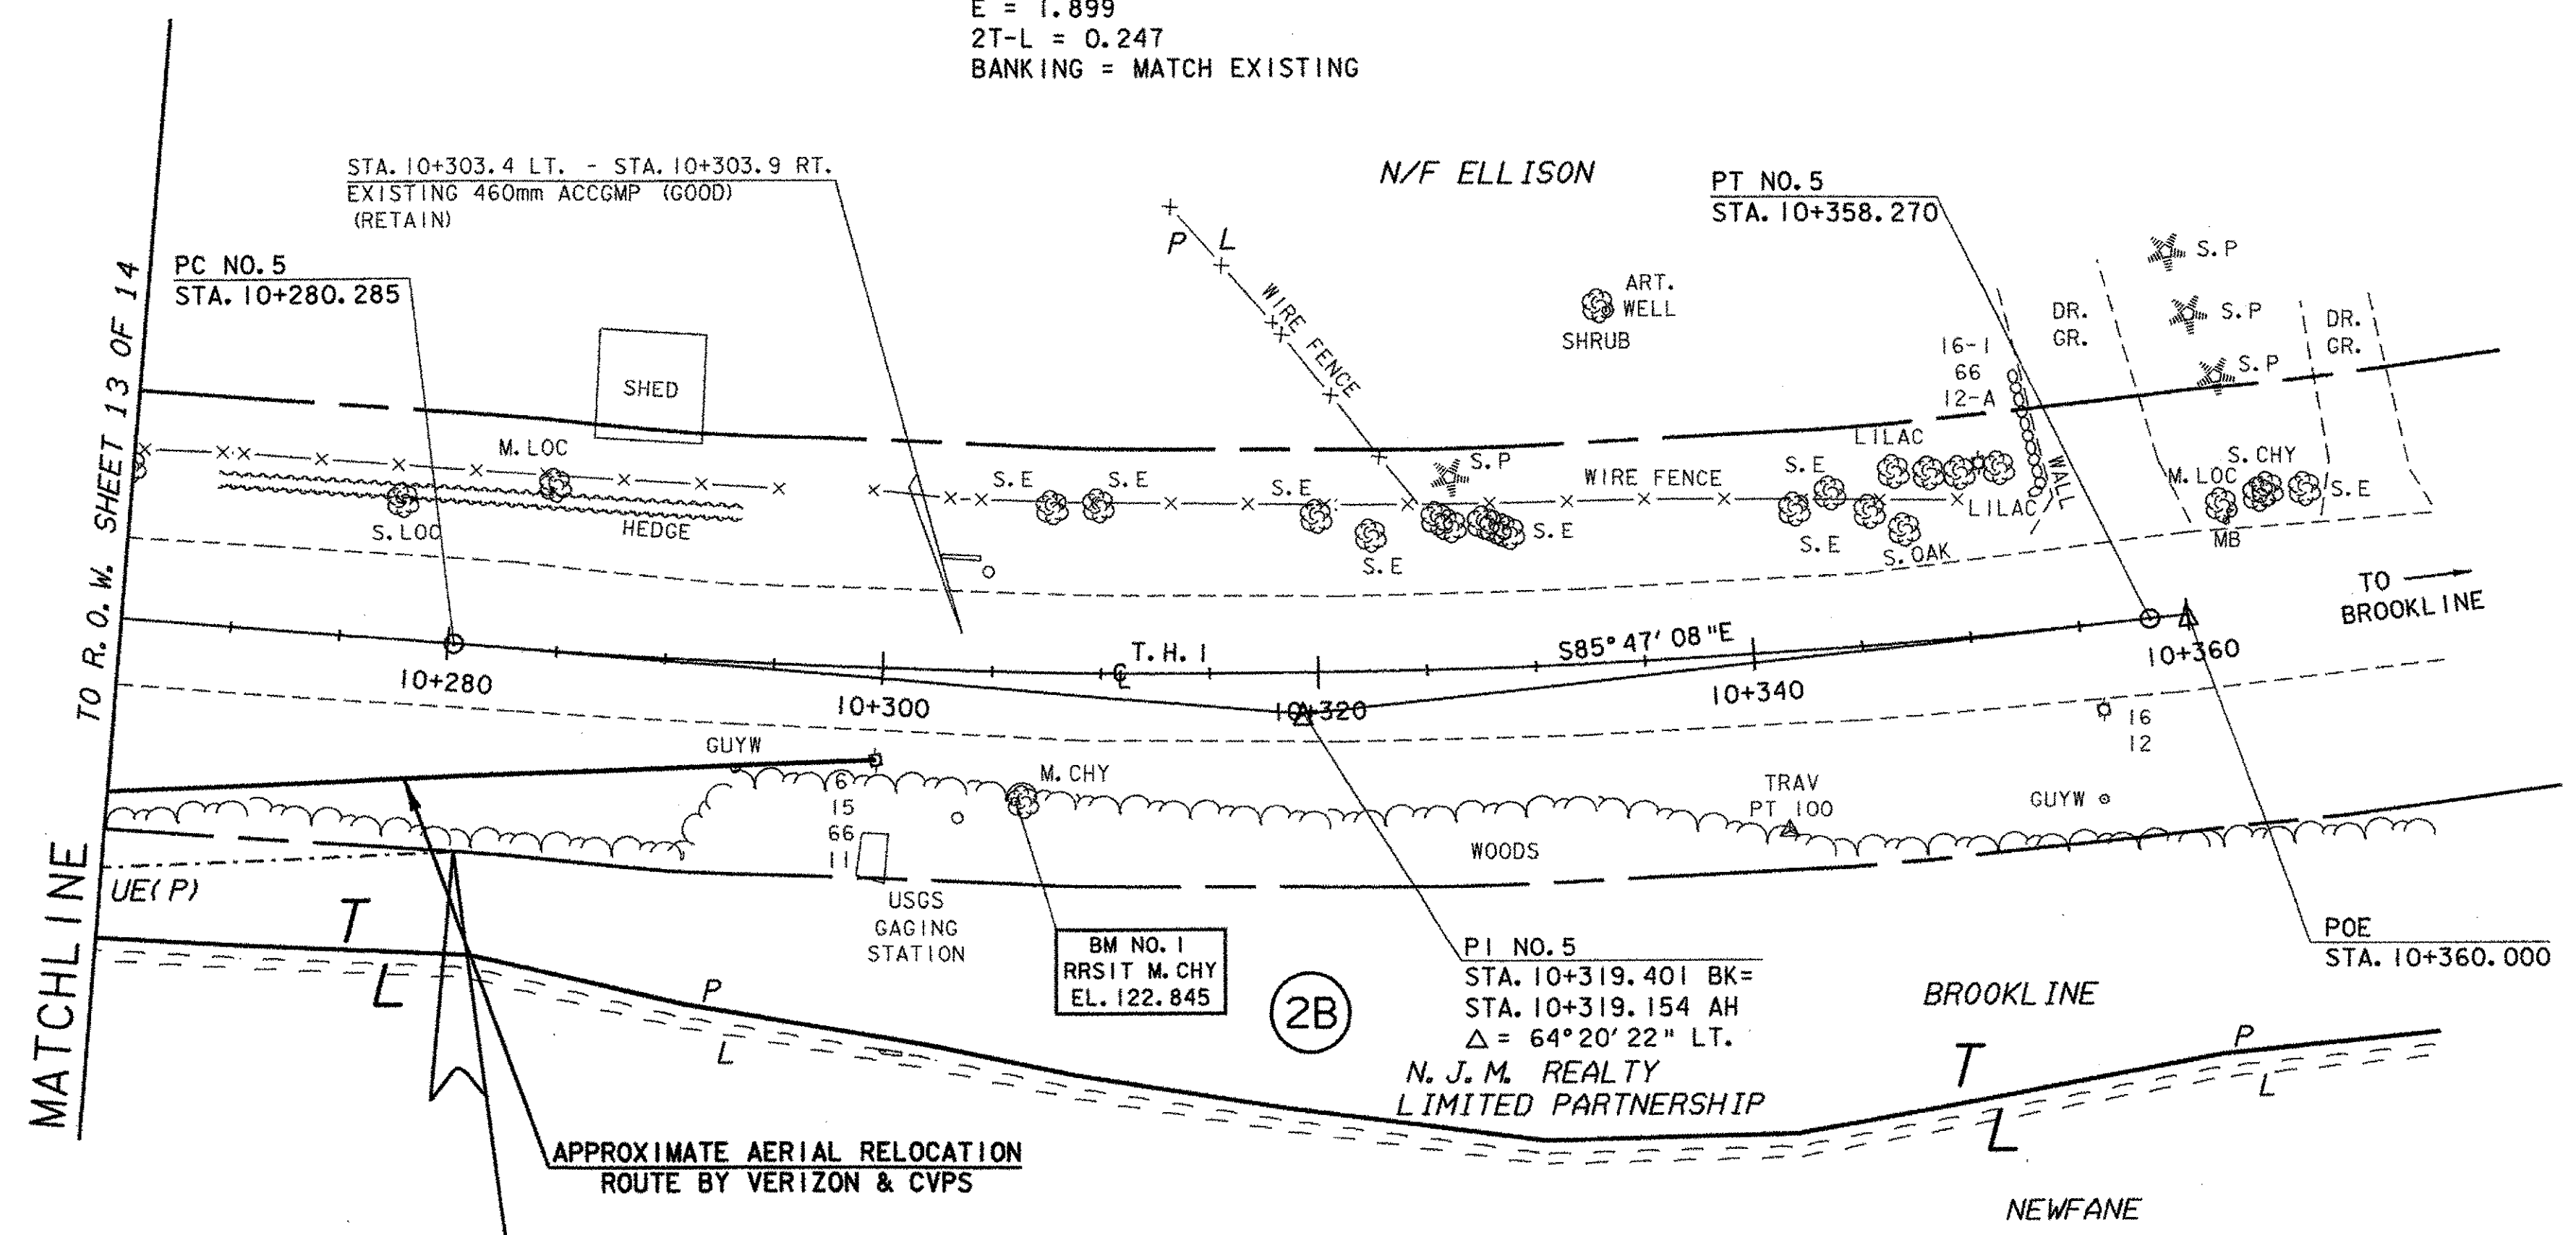 E = 1.899
2T-L = 0.247
BANKING = MATCH EXISTING
STA. 10+303.4 LT. - STA. 10+303.9 RT.
EXISTING 460mm ACCGMP (GOOD)
(RETAIN)
N/F ELLISON
PT NO. 5
STA. 10+358.270
PC NO. 5
STA. 10+280.285
P L
WIRE FENCE
ART.
WELL
SHRUB
S. P
S. P
S. P
DR.
GR.
DR.
GR.
16-1
66
12-A
SHED
M. LOC
S. LOC
HEDGE
S. E
S. E
S. E
S. E
S. P
S. E
WIRE FENCE
S. E
S. E
LILAC
LILAC
S. OAK
WALL
S. CHY
M. LOC
S. E
MB
TO
BROOKLINE
TO R. O. W. SHEET 13 OF 14
MATCHLINE
T. H. 1
S85° 47' 08"E
CL
10+280
10+300
10+320
10+340
10+360
GUYW
6
15
66
11
M. CHY
USGS
GAGING
STATION
WOODS
TRAV
PT 100
GUYW
16
12
UE(P)
T
L
P
L
BM NO. 1
RRSIT M. CHY
EL. 122.845
2B
PI NO. 5
STA. 10+319.401 BK=
STA. 10+319.154 AH
△ = 64° 20' 22" LT.
N. J. M. REALTY
LIMITED PARTNERSHIP
POE
STA. 10+360.000
BROOKLINE
T
L
P
L
APPROXIMATE AERIAL RELOCATION
ROUTE BY VERIZON & CVPS
NEWFANE